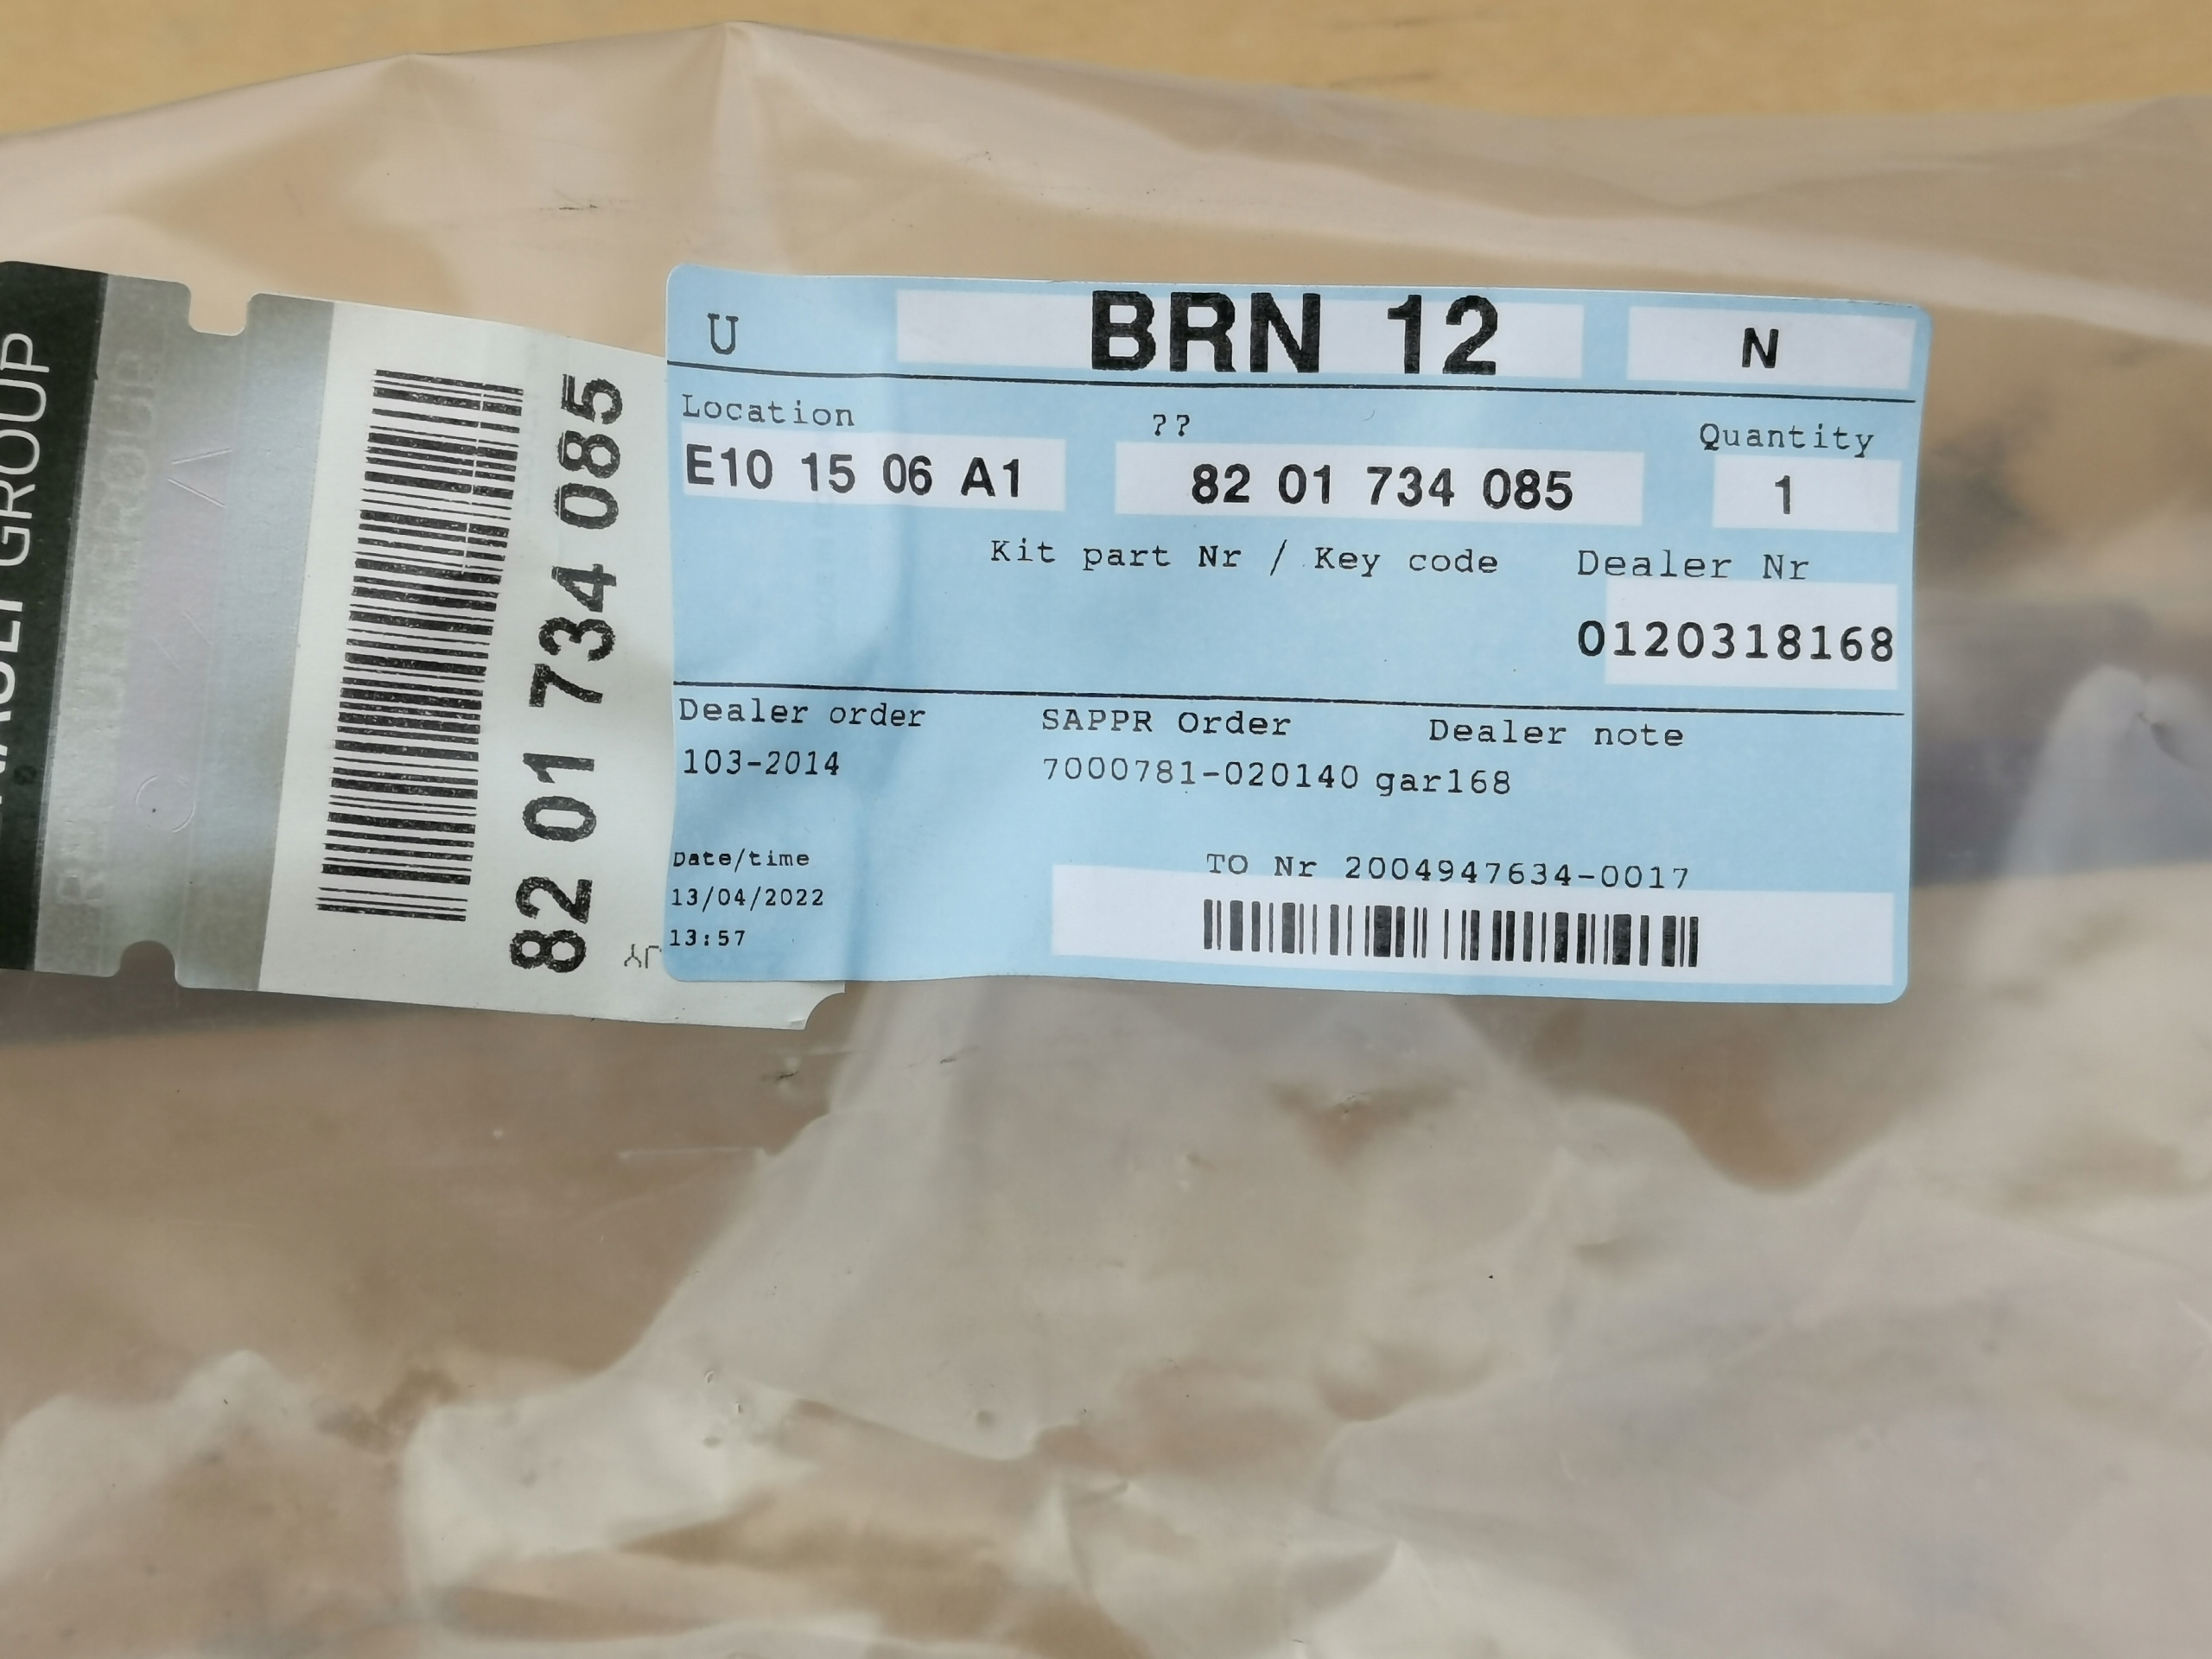 GROUP
82 01 734 085
U
BRN 12
N
Location
??
Quantity
E10 15 06 A1
82 01 734 085
1
Kit part Nr / Key code
Dealer Nr
0120318168
Dealer order
SAPPR Order
Dealer note
103-2014
7000781-020140 gar168
Date/time
TO Nr 2004947634-0017
13/04/2022
13:57